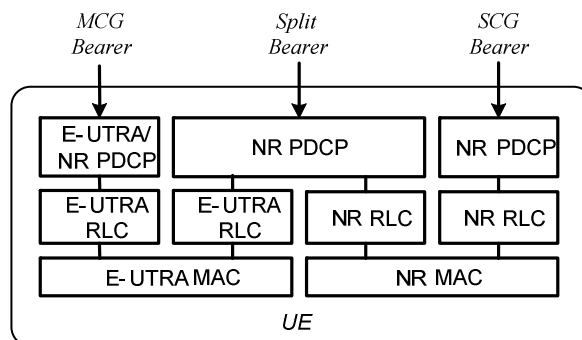 MCG Bearer
Split Bearer
SCG Bearer
E-UTRA/
NR PDCP
NR PDCP
NR PDCP
E-UTRA
RLC
E-UTRA
RLC
NR RLC
NR RLC
E-UTRA MAC
NR MAC
UE